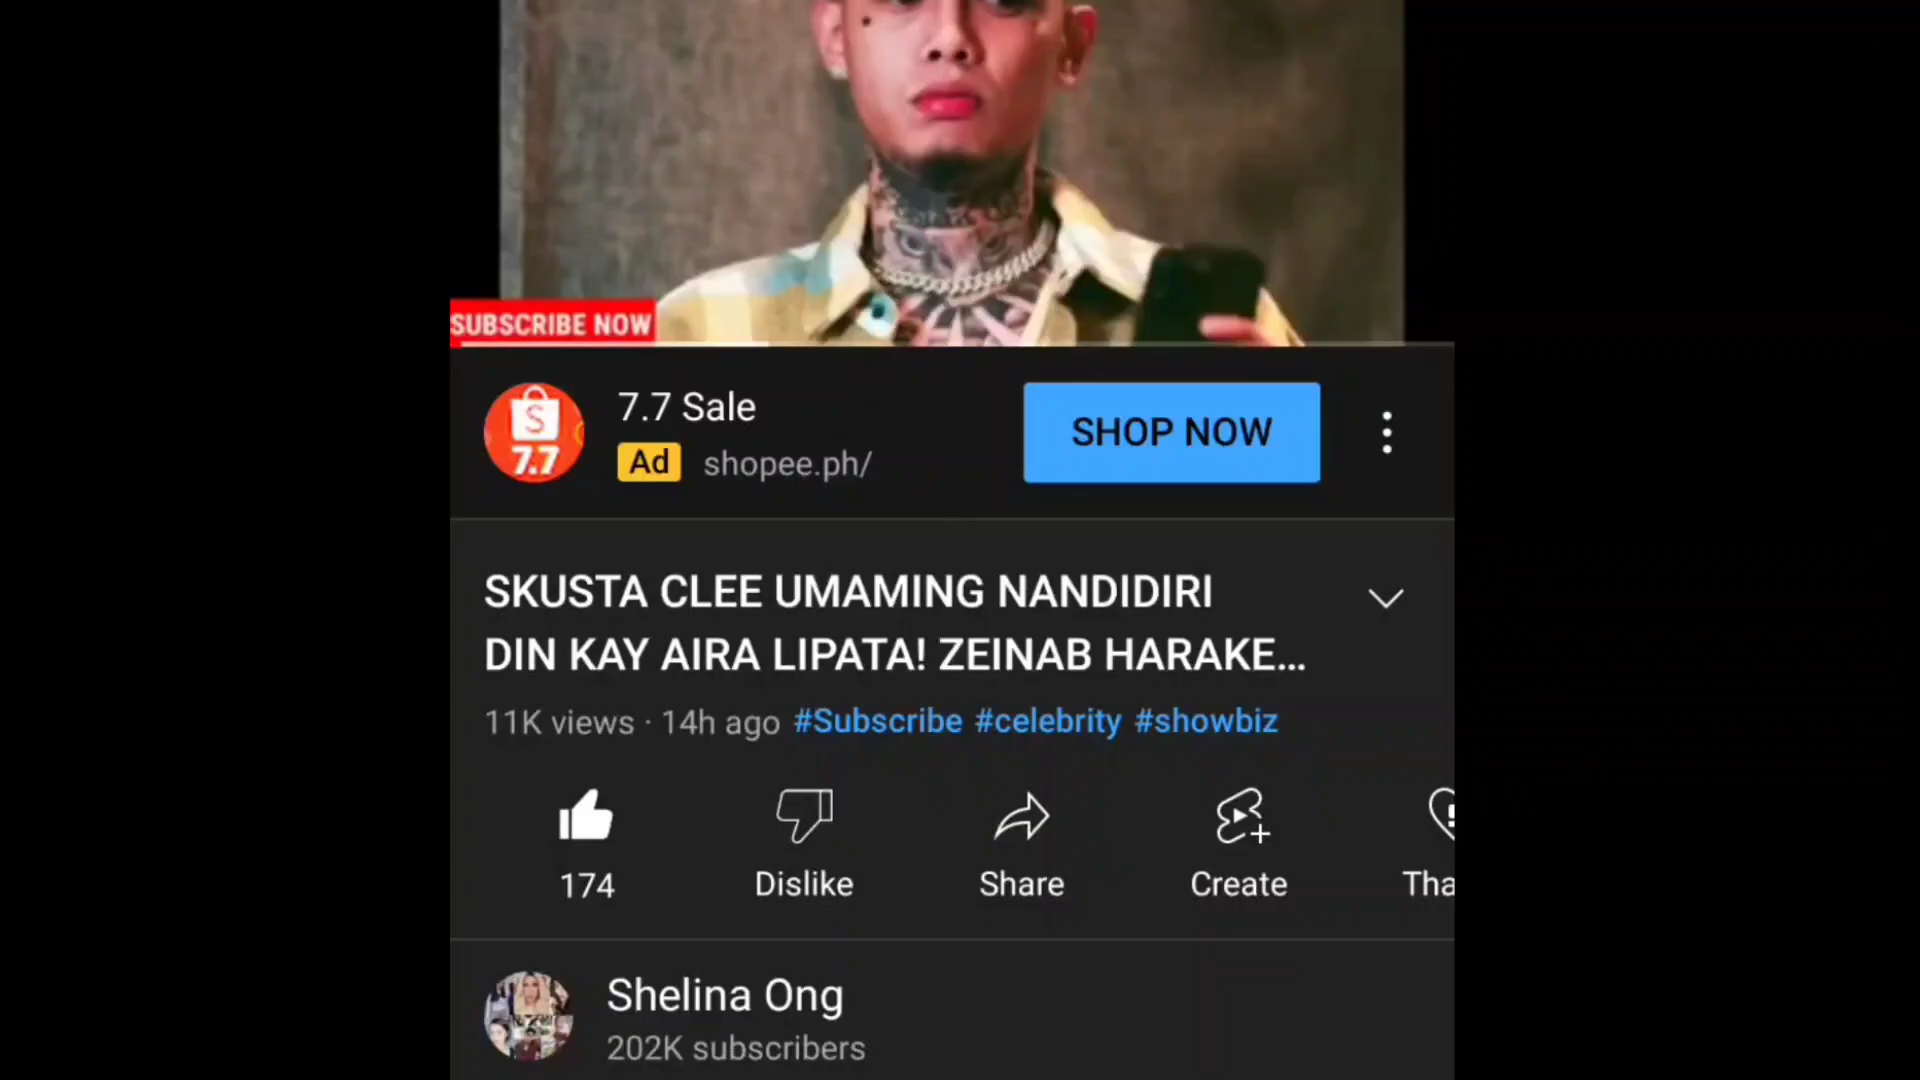 SUBSCRIBE NOW
S
7.7
7.7 Sale
SHOP NOW
Ad shopee.ph/
SKUSTA CLEE UMAMING NANDIDIRI
DIN KAY AIRA LIPATA! ZEINAB HARAKE...
11K views · 14h ago #Subscribe #celebrity #showbiz
174 Dislike Share Create Tha
Shelina Ong
202K subscribers